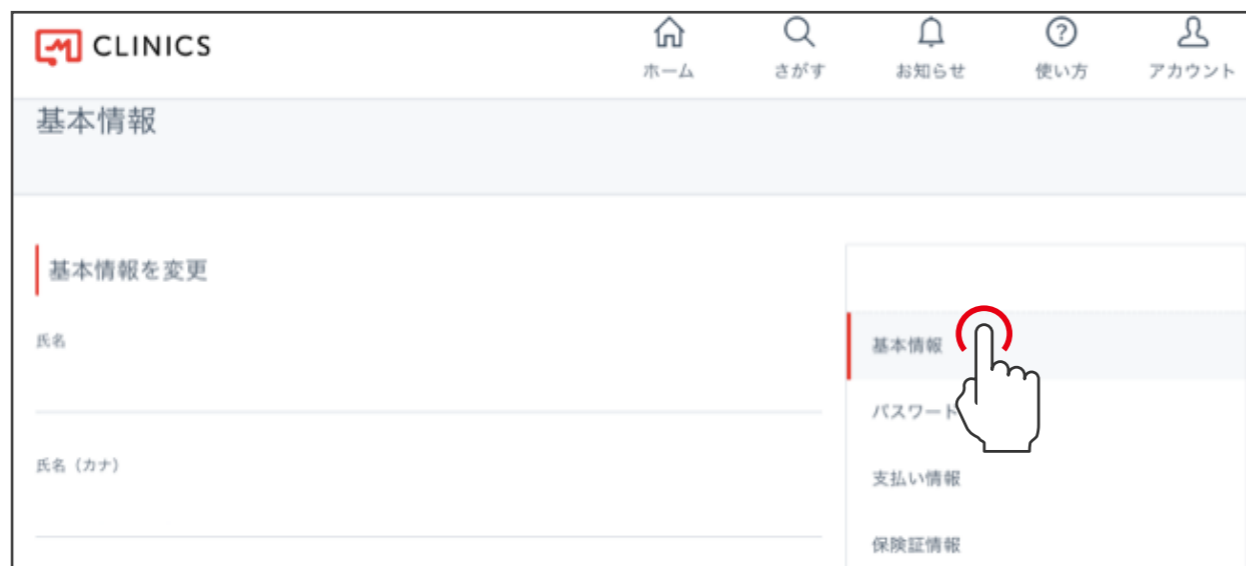 CLINICS
ホーム
さがす
お知らせ
使い方
アカウント
基本情報
基本情報を変更
氏名
氏名（カナ）
基本情報
パスワード
支払い情報
保険証情報